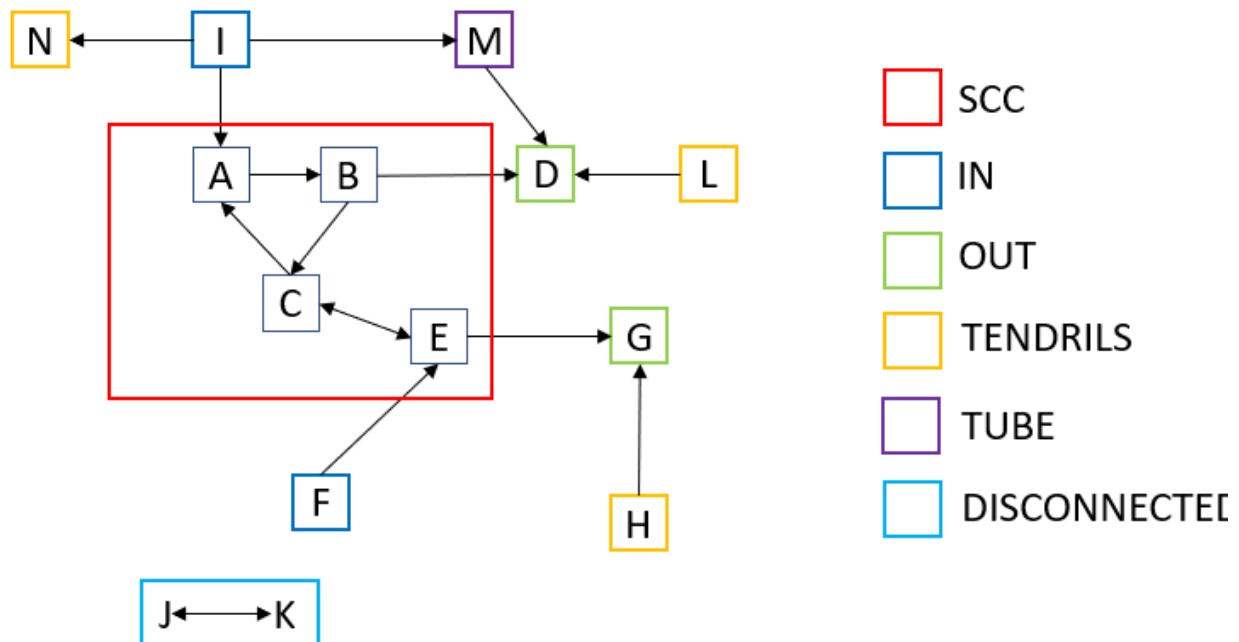 N I M
SCC
A B D L
IN
OUT
C
E G
TENDRILS
TUBE
F
H
DISCONNECTED
J K